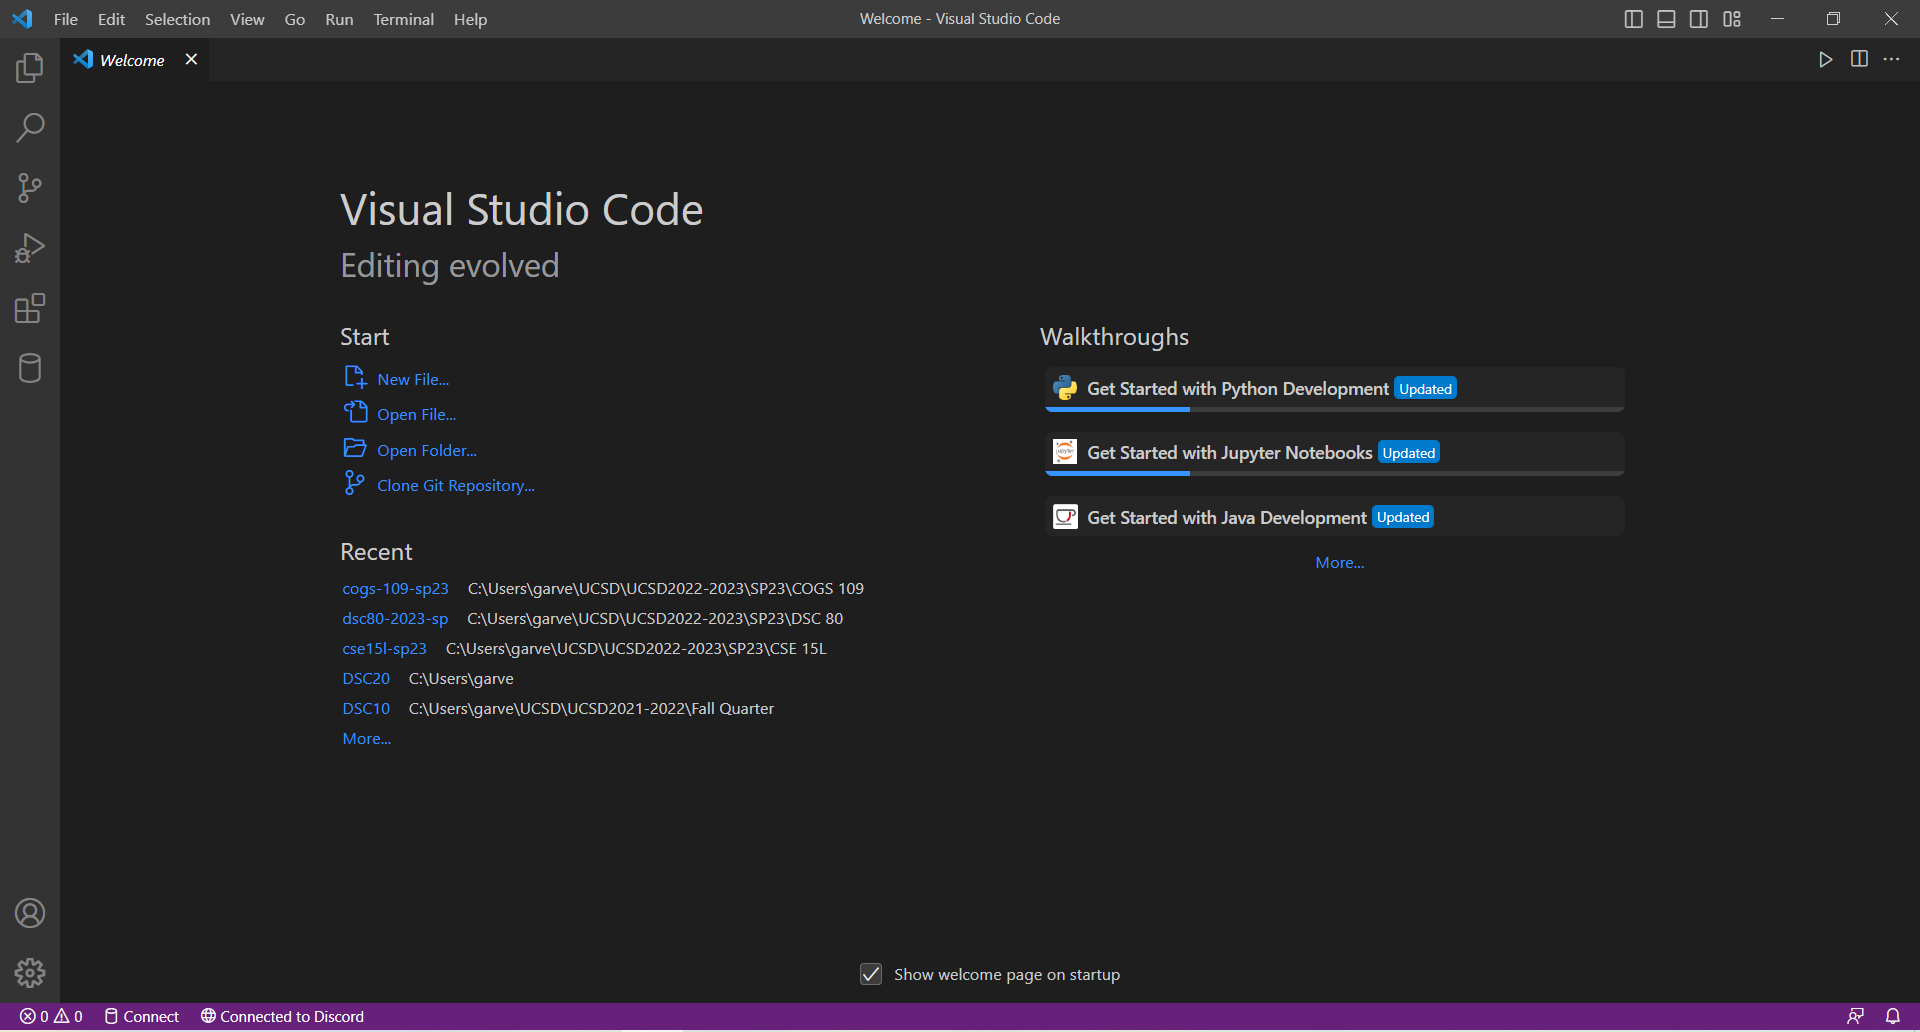 File Edit Selection View Go Run Terminal Help
Welcome - Visual Studio Code
Welcome
Visual Studio Code
Editing evolved
Start
New File...
Open File...
Open Folder...
Clone Git Repository...
Recent
cogs-109-sp23 C:\Users\garve\UCSD\UCSD2022-2023\SP23\COGS 109
dsc80-2023-sp C:\Users\garve\UCSD\UCSD2022-2023\SP23\DSC 80
cse15l-sp23 C:\Users\garve\UCSD\UCSD2022-2023\SP23\CSE 15L
DSC20 C:\Users\garve
DSC10 C:\Users\garve\UCSD\UCSD2021-2022\Fall Quarter
More...
Walkthroughs
Get Started with Python Development Updated
jupyter
Get Started with Jupyter Notebooks Updated
Get Started with Java Development Updated
More...
Show welcome page on startup
0 0 Connect Connected to Discord